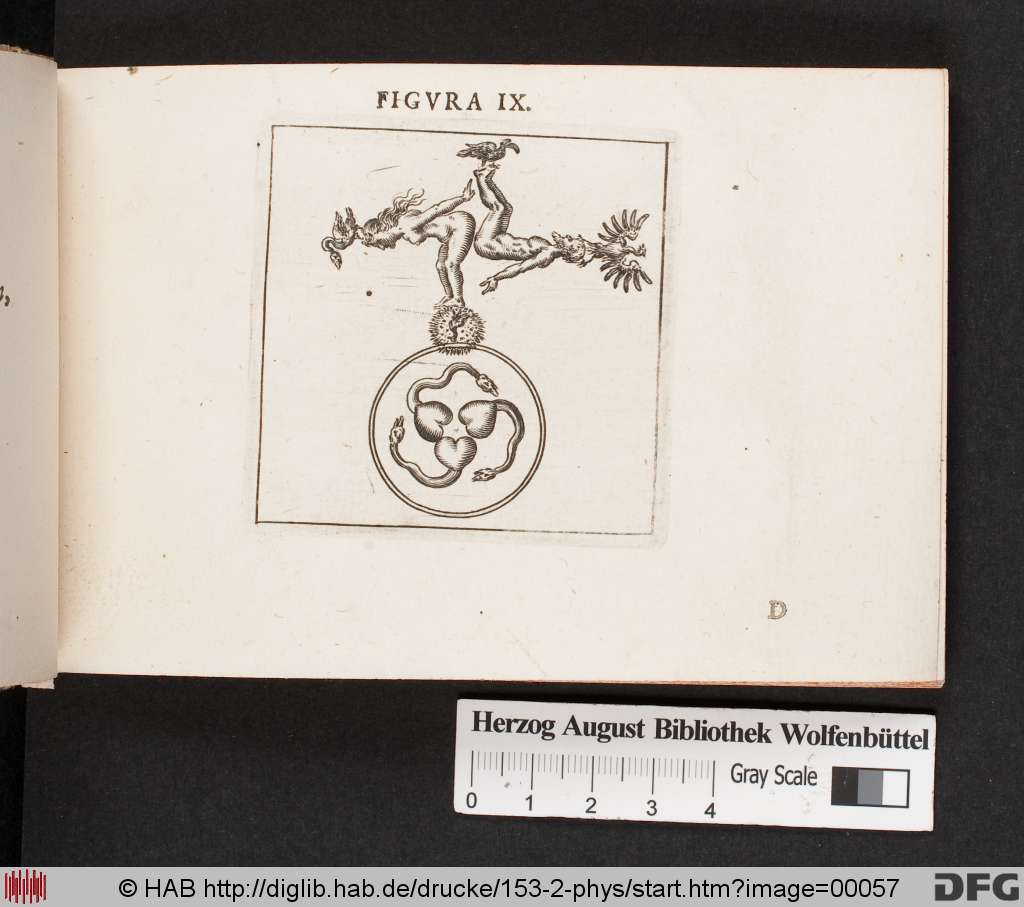 FIGVRA IX.
D
Herzog August Bibliothek Wolfenbüttel
Gray Scale
0 1 2 3 4
© HAB http://diglib.hab.de/drucke/153-2-phys/start.htm?image=00057
DFG